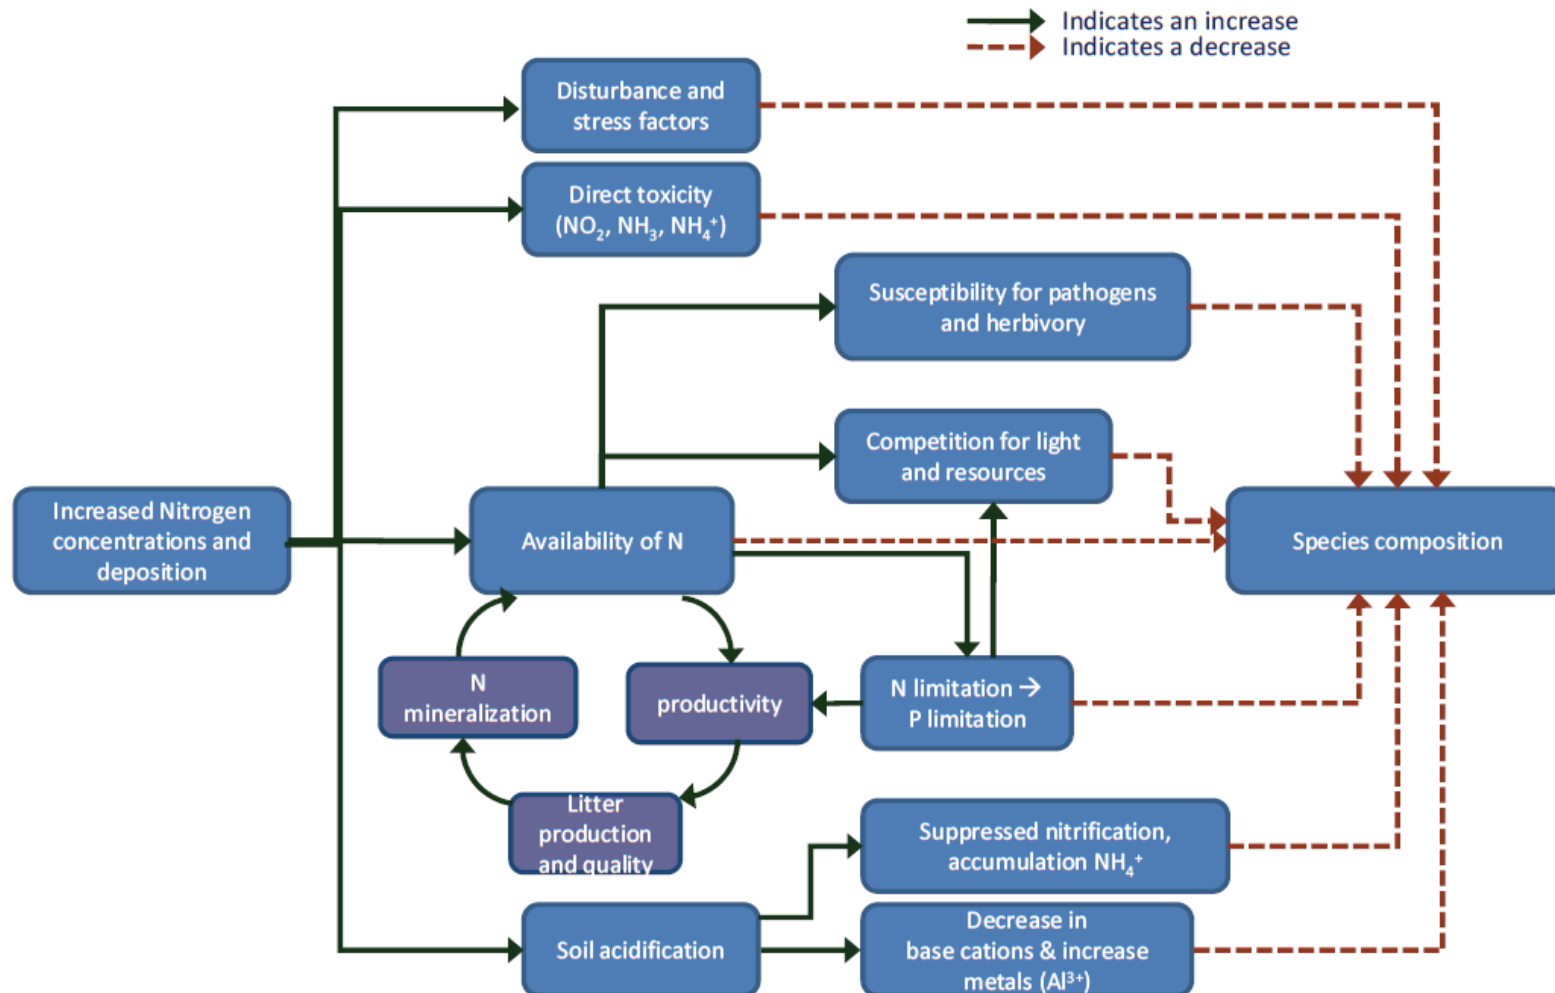 Indicates an increase
Indicates a decrease
Disturbance and
stress factors
Direct toxicity
(NO₂, NH₃, NH₄⁺)
Susceptibility for pathogens
and herbivory
Competition for light
and resources
Increased Nitrogen
concentrations and
deposition
Availability of N
Species composition
N
mineralization
productivity
N limitation →
P limitation
Litter
production
and quality
Suppressed nitrification,
accumulation NH₄⁺
Soil acidification
Decrease in
base cations & increase
metals (Al³⁺)